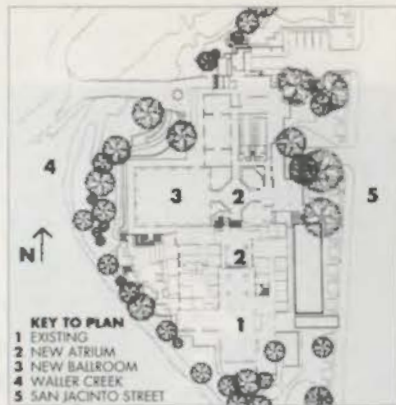 3
2
4
5
N
2
1
KEY TO PLAN
1 EXISTING
2 NEW ATRIUM
3 NEW BALLROOM
4 WALLER CREEK
5 SAN JACINTO STREET